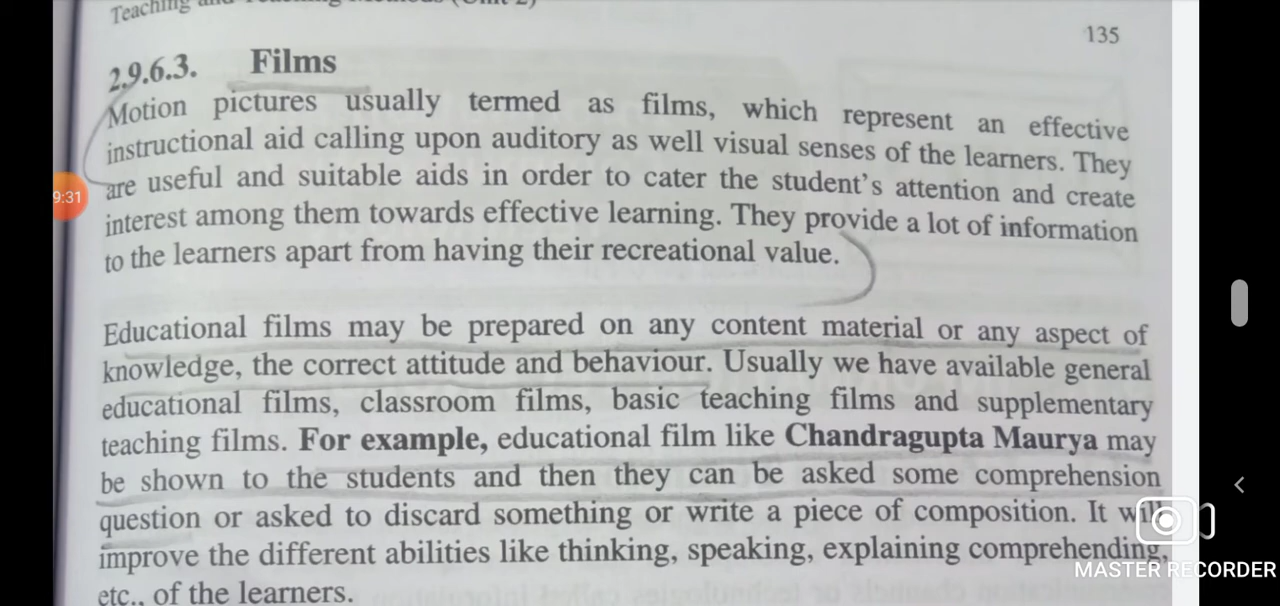 Teaching and Teaching Methods (Unit 2)
135
2.9.6.3. Films
Motion pictures usually termed as films, which represent an effective
instructional aid calling upon auditory as well visual senses of the learners. They
are useful and suitable aids in order to cater the student's attention and create
interest among them towards effective learning. They provide a lot of information
to the learners apart from having their recreational value.
Educational films may be prepared on any content material or any aspect of
knowledge, the correct attitude and behaviour. Usually we have available general
educational films, classroom films, basic teaching films and supplementary
teaching films. For example, educational film like Chandragupta Maurya may
be shown to the students and then they can be asked some comprehension
question or asked to discard something or write a piece of composition. It will
improve the different abilities like thinking, speaking, explaining comprehending,
etc., of the learners.
9:31
MASTER RECORDER